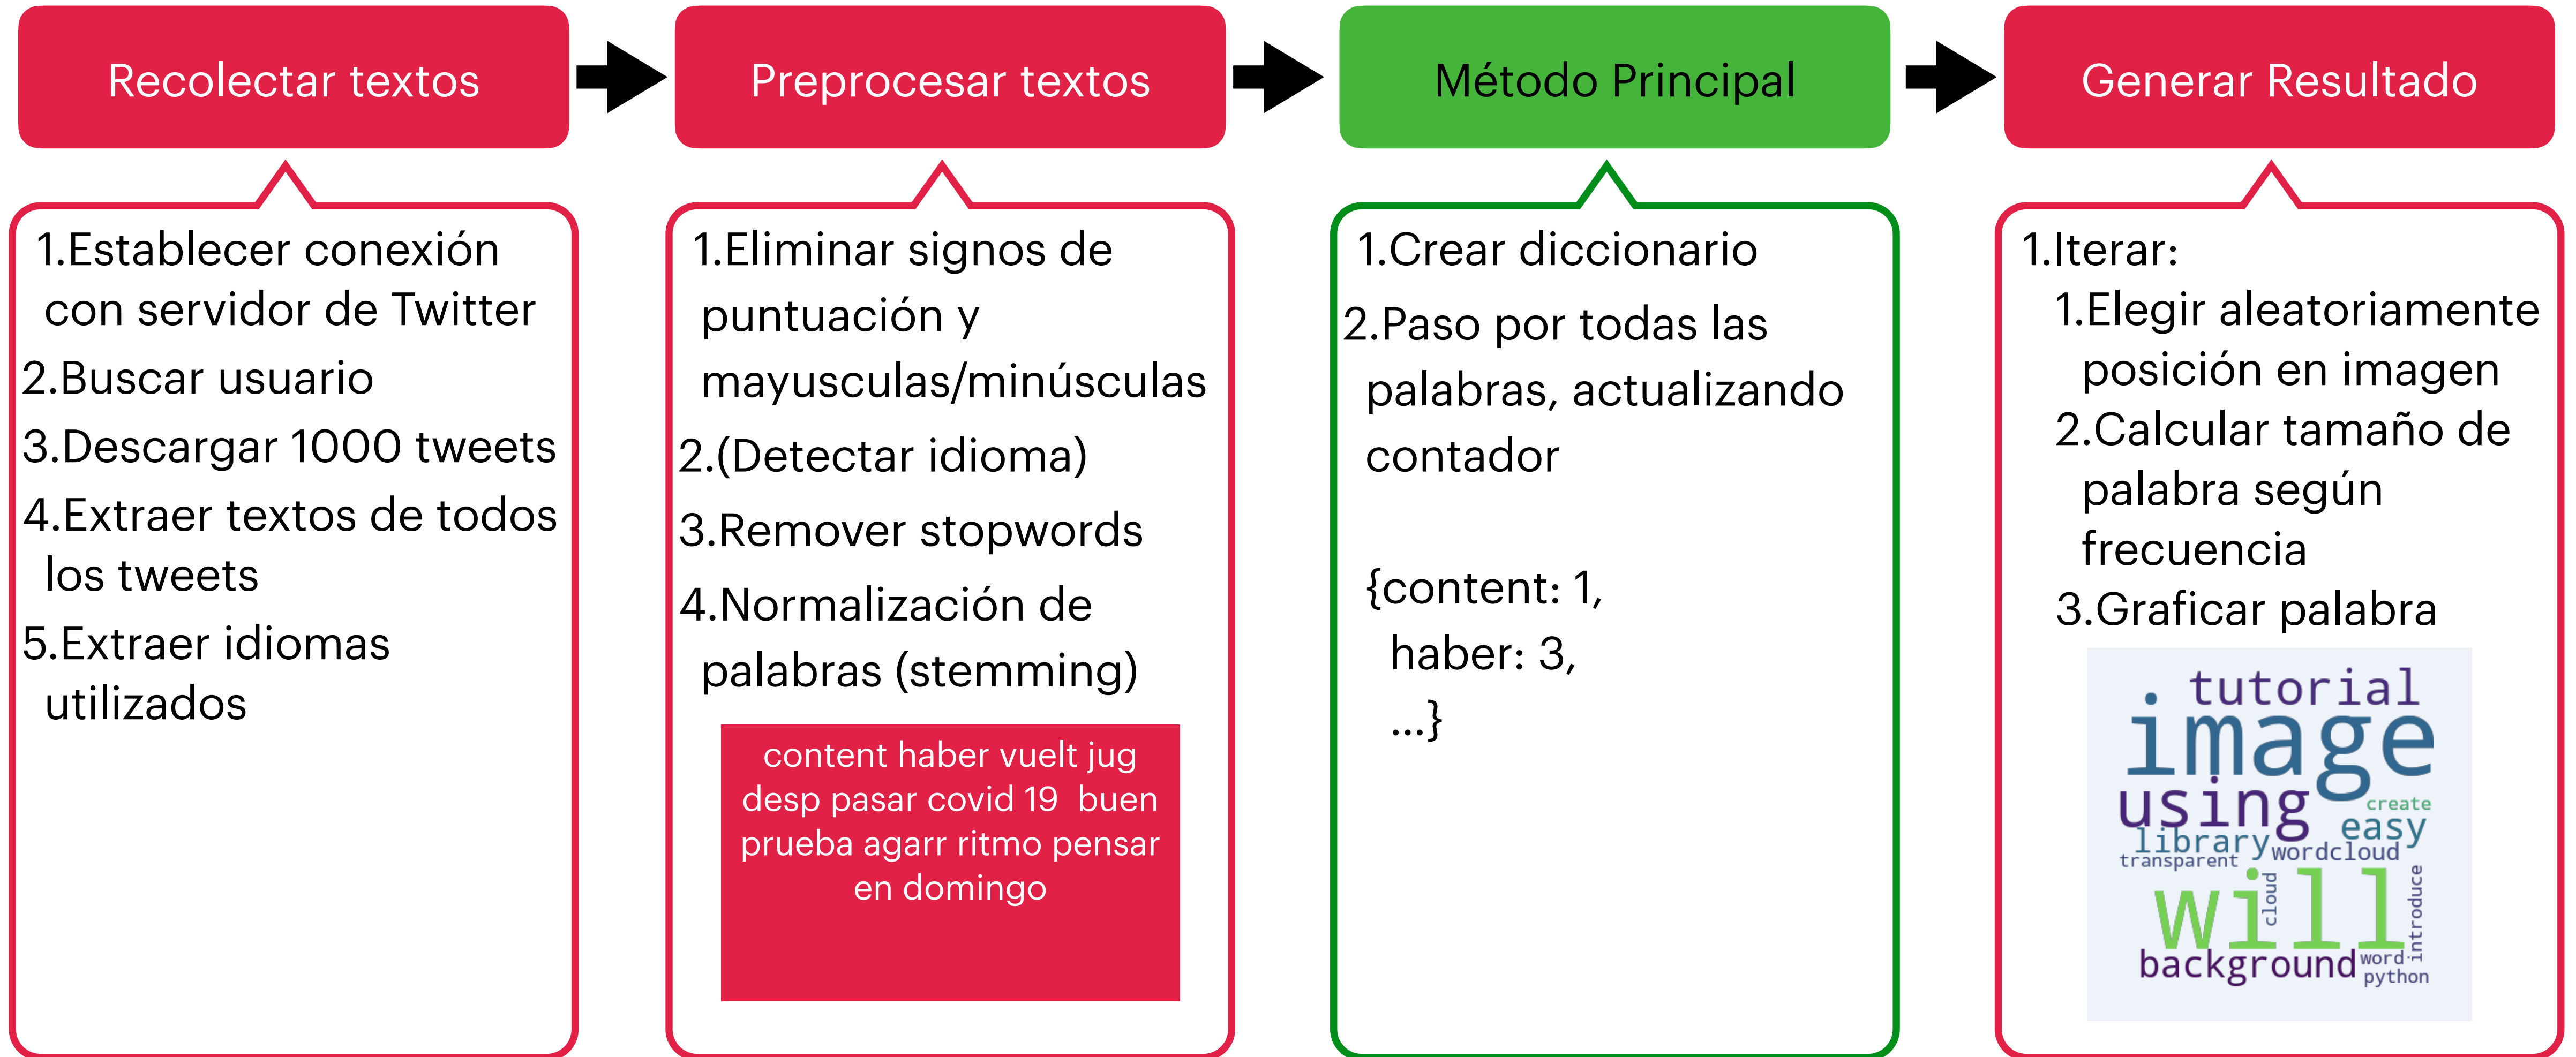 Recolectar textos
Preprocesar textos
Método Principal
Generar Resultado
1.Establecer conexión
con servidor de Twitter
2.Buscar usuario
3.Descargar 1000 tweets
4.Extraer textos de todos
los tweets
5.Extraer idiomas
utilizados
1.Eliminar signos de
puntuación y
mayusculas/minúsculas
2.(Detectar idioma)
3.Remover stopwords
4.Normalización de
palabras (stemming)
content haber vuelt jug
desp pasar covid 19 buen
prueba agarr ritmo pensar
en domingo
1.Crear diccionario
2.Paso por todas las
palabras, actualizando
contador
{content: 1,
haber: 3,
...}
1.Iterar:
1.Elegir aleatoriamente
posición en imagen
2.Calcular tamaño de
palabra según
frecuencia
3.Graficar palabra
tutorial
image
using
create
easy
library
wordcloud
transparent
will
cloud
introduce
background
word
python